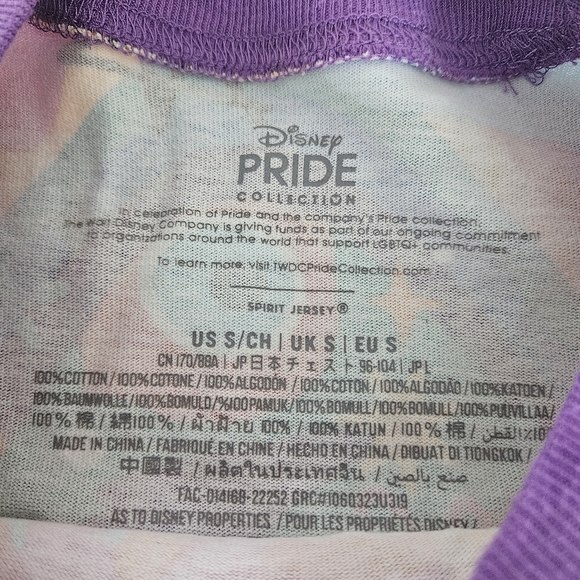 Disney
PRIDE
COLLECTION
In celebration of Pride and the company's Pride collection,
The Walt Disney Company is giving funds as part of our ongoing commitment
to organizations around the world that support LGBTQ+ communities.
To learn more, visit TWDCPrideCollection.com
SPIRIT JERSEY®
US S/CH | UK S | EU S
CN 170/88A | JP 日本 チェスト 96-104 | JP L
100%COTTON / 100%COTONE / 100%ALGODÓN / 100%COTON / 100%ALGODÃO / 100%KATOEN /
100%BAUMWOLLE / 100%BOMULD / %100PAMUK / 100%BOMULL / 100%BOMULL / 100%PUUVILLAA /
100% 棉 / 綿100% / ผ้าฝ้าย 100% / 100% KATUN / 100% 棉 / القطن
MADE IN CHINA / FABRIQUÉ EN CHINE / HECHO EN CHINA / DIBUAT DI TIONGKOK /
中國製 / ผลิตในประเทศจีน / صنع بالصين /
FAC-014168-22252 GRC#1060323U319
AS TO DISNEY PROPERTIES / POUR LES PROPRIÉTÉS DISNEY /